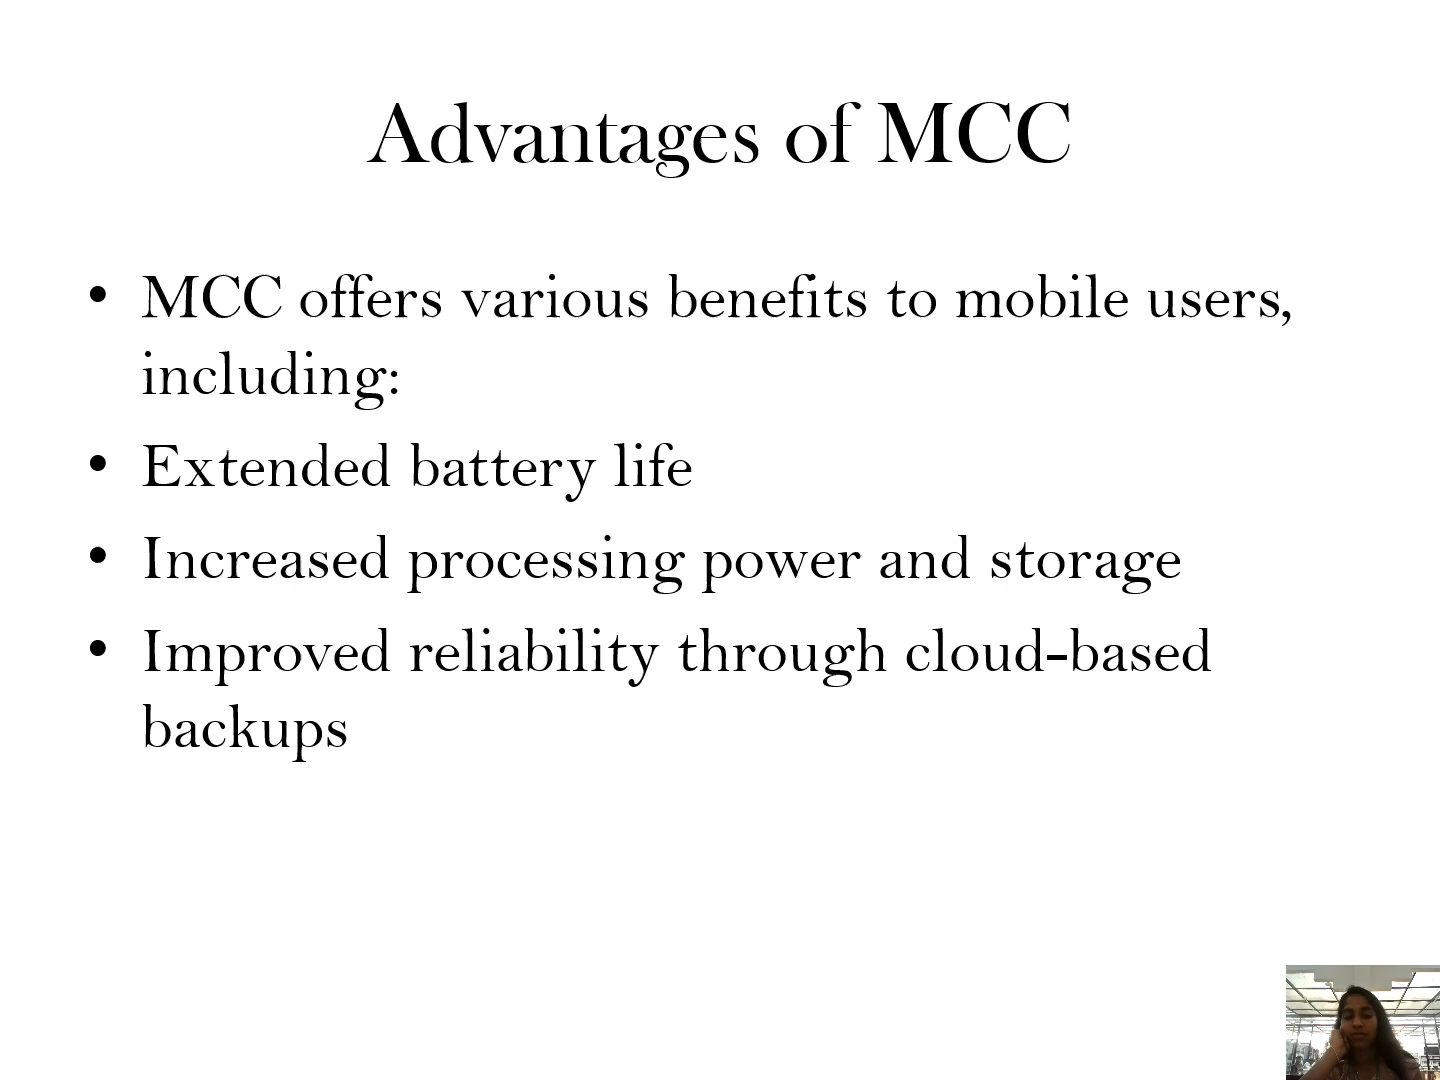 Advantages of MCC
• MCC offers various benefits to mobile users,
including:
• Extended battery life
• Increased processing power and storage
• Improved reliability through cloud-based
backups